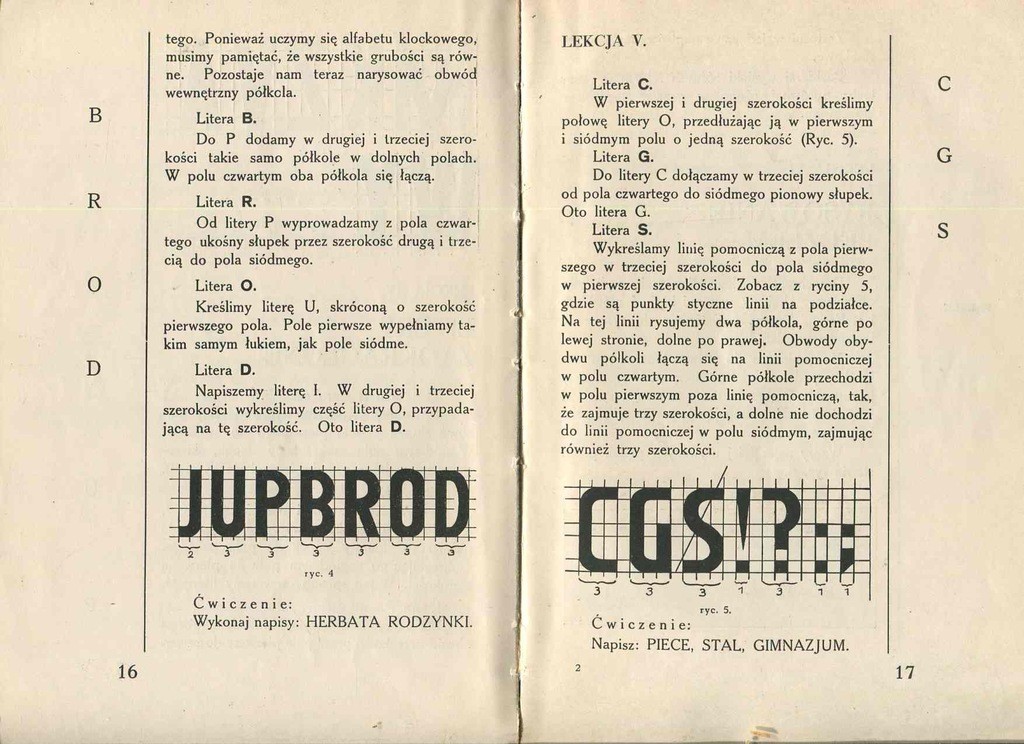 tego. Ponieważ uczymy się alfabetu klockowego,
musimy pamiętać, że wszystkie grubości są rów-
ne. Pozostaje nam teraz narysować obwód
wewnętrzny półkola.
B
Litera B.
Do P dodamy w drugiej i trzeciej szero-
kości takie samo półkole w dolnych polach.
W polu czwartym oba półkola się łączą.
R
Litera R.
Od litery P wyprowadzamy z pola czwar-
tego ukośny słupek przez szerokość drugą i trze-
cią do pola siódmego.
O
Litera O.
Kreślimy literę U, skróconą o szerokość
pierwszego pola. Pole pierwsze wypełniamy ta-
kim samym łukiem, jak pole siódme.
D
Litera D.
Napiszemy literę I. W drugiej i trzeciej
szerokości wykreślimy część litery O, przypada-
jącą na tę szerokość. Oto litera D.
JUPBROD
2 3 3 3 3 3 3
ryc. 4
Ćwiczenie:
Wykonaj napisy: HERBATA RODZYNKI.
16
LEKCJA V.
Litera C.
C
W pierwszej i drugiej szerokości kreślimy
połowę litery O, przedłużając ją w pierwszym
i siódmym polu o jedną szerokość (Ryc. 5).
Litera G.
G
Do litery C dołączamy w trzeciej szerokości
od pola czwartego do siódmego pionowy słupek.
Oto litera G.
Litera S.
S
Wykreślamy linię pomocniczą z pola pierw-
szego w trzeciej szerokości do pola siódmego
w pierwszej szerokości. Zobacz z ryciny 5,
gdzie są punkty styczne linii na podziałce.
Na tej linii rysujemy dwa półkola, górne po
lewej stronie, dolne po prawej. Obwody oby-
dwu półkoli łączą się na linii pomocniczej
w polu czwartym. Górne półkole przechodzi
w polu pierwszym poza linię pomocniczą, tak,
że zajmuje trzy szerokości, a dolne nie dochodzi
do linii pomocniczej w polu siódmym, zajmując
również trzy szerokości.
CGS!?:;
3 3 3 1 3 1 1
ryc. 5.
Ćwiczenie:
Napisz: PIECE, STAL, GIMNAZJUM.
2
17